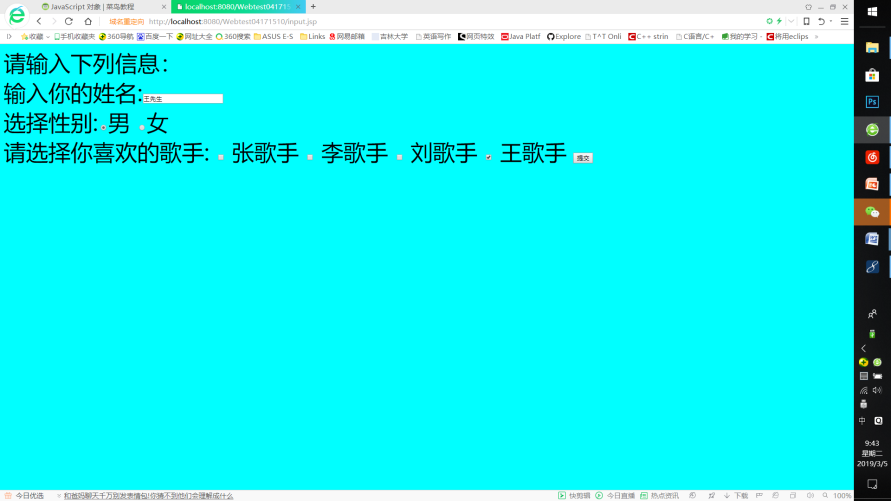 JavaScript 对象 | 菜鸟教程
localhost:8080/Webtest04171510/
域名重定向 http://localhost:8080/Webtest04171510/input.jsp
收藏 手机收藏夹 360导航 百度一下 网址大全 360搜索 ASUS E-S Links 网易邮箱 吉林大学 英语写作 网页特效 Java Platf Explore T^T Onli C++ strin C语言/C+ 我的学习 将用eclips
请输入下列信息:
输入你的姓名: 王先生
选择性别: 男 女
请选择你喜欢的歌手: 张歌手 李歌手 刘歌手 王歌手 提交
9:43
星期二
2019/3/5
今日优选 和爸妈聊天千万别发表情包!你猜不到他们会理解成什么 快剪辑 今日直播 热点资讯 下载 100%